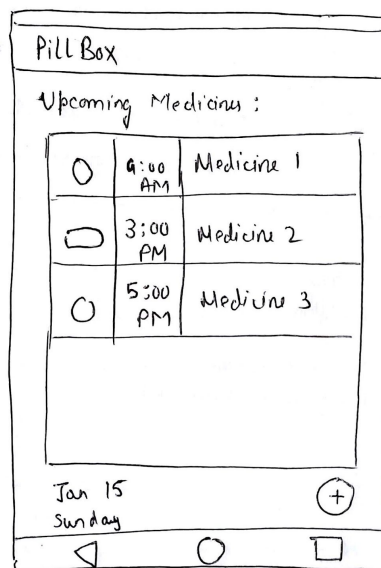 Pill Box
Upcoming Medicines :
9:00 AM Medicine 1
3:00 PM Medicine 2
5:00 PM Medicine 3
Jan 15
Sunday
+